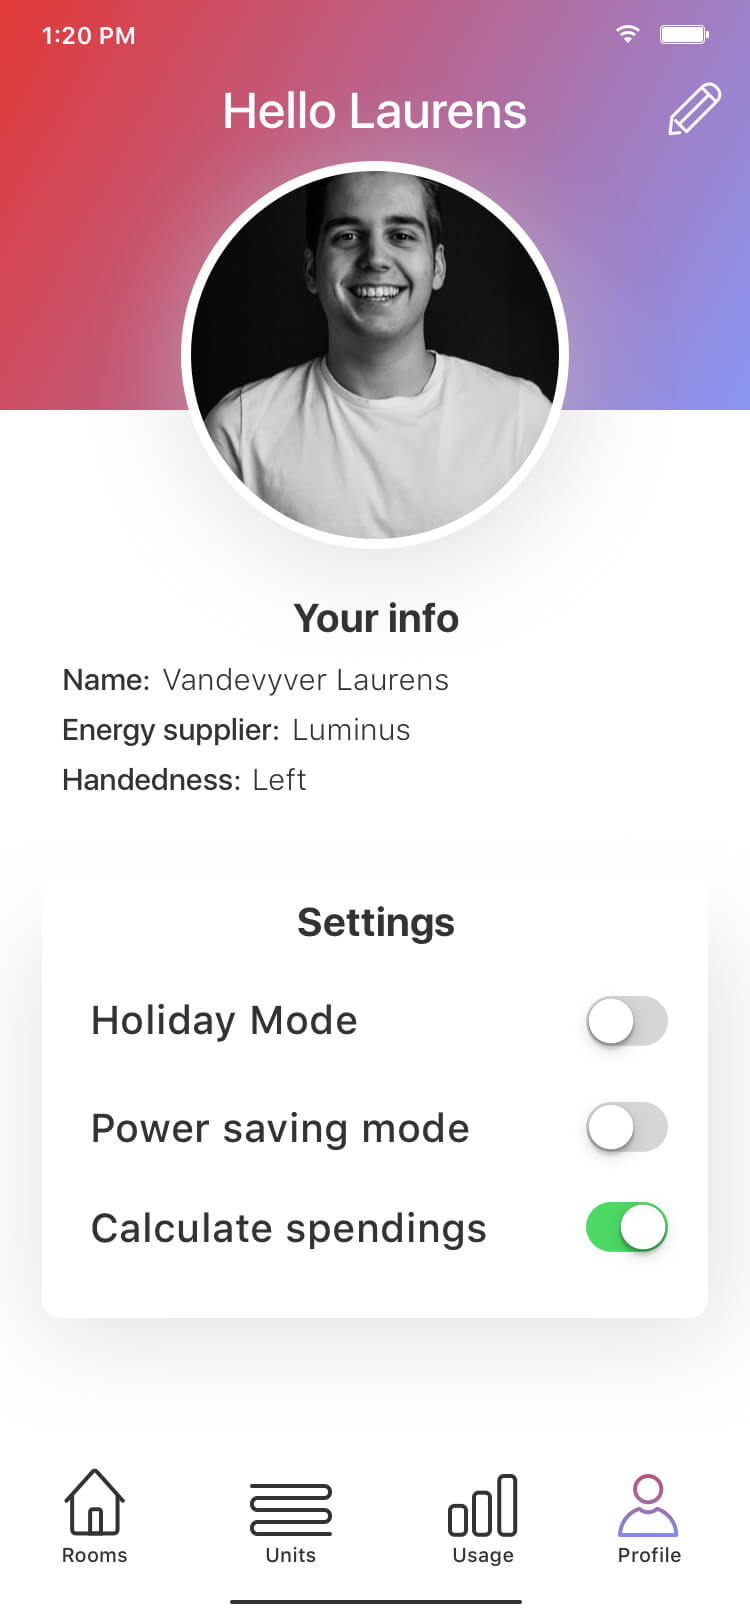 1:20 PM
Hello Laurens
Your info
Name: Vandevyver Laurens
Energy supplier: Luminus
Handedness: Left
Settings
Holiday Mode
Power saving mode
Calculate spendings
Rooms Units Usage Profile